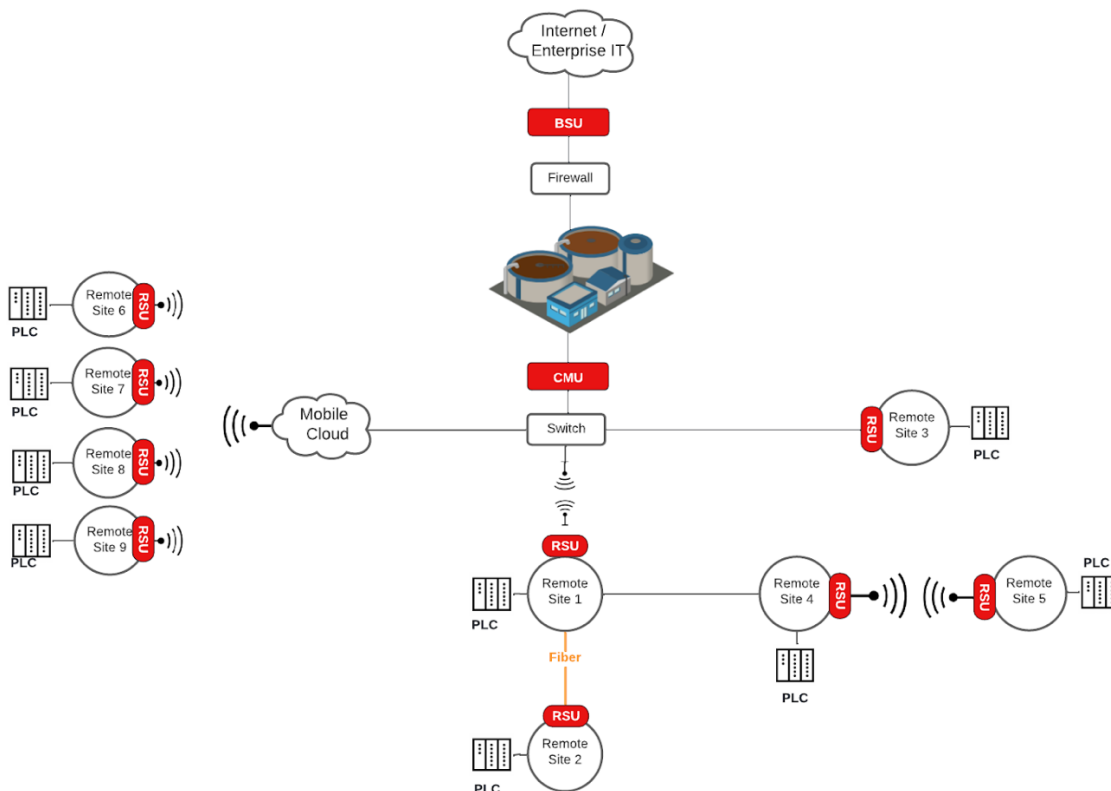 Internet /
Enterprise IT
BSU
Firewall
CMU
Switch
Mobile
Cloud
Remote
Site 6
RSU
PLC
Remote
Site 7
RSU
PLC
Remote
Site 8
RSU
PLC
Remote
Site 9
RSU
PLC
RSU
Remote
Site 3
PLC
RSU
Remote
Site 1
PLC
Remote
Site 4
RSU
PLC
RSU
Remote
Site 5
PLC
Fiber
RSU
Remote
Site 2
PLC